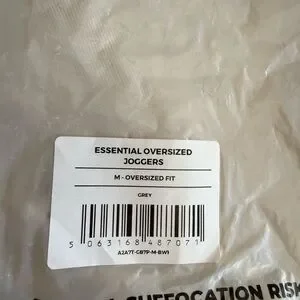 ESSENTIAL OVERSIZED
JOGGERS
M - OVERSIZED FIT
GREY
5 063168 487071
A2A7T-GB7P-M-BW1
SUFFOCATION RISK